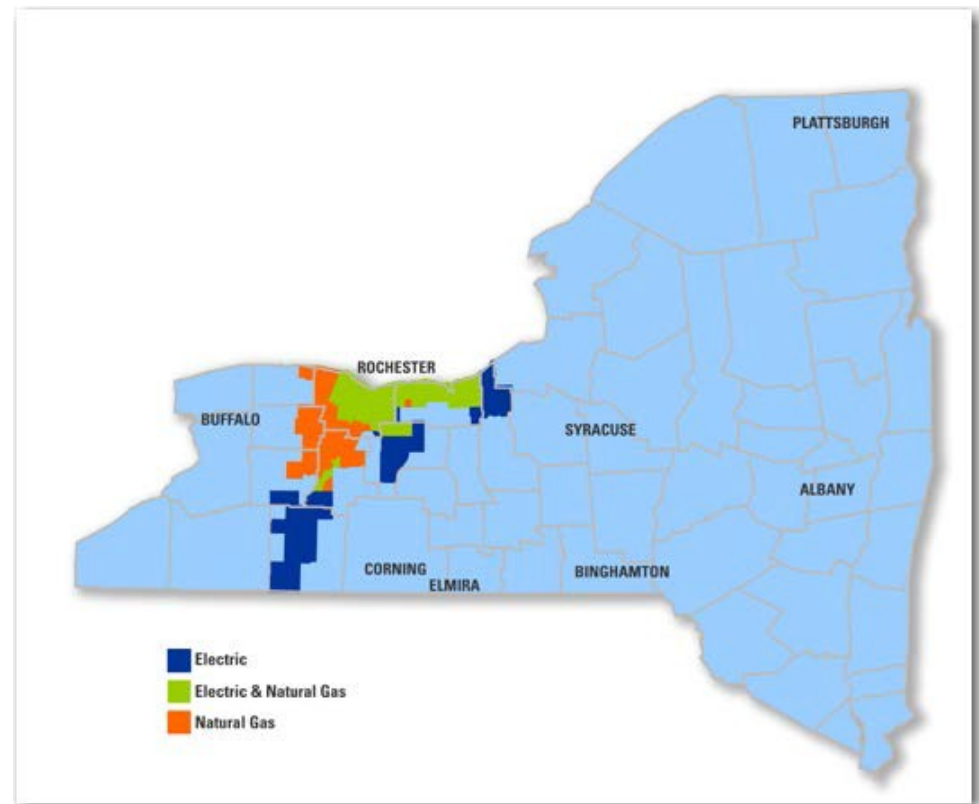 PLATTSBURGH
ROCHESTER
BUFFALO
SYRACUSE
ALBANY
CORNING
ELMIRA
BINGHAMTON
Electric
Electric & Natural Gas
Natural Gas